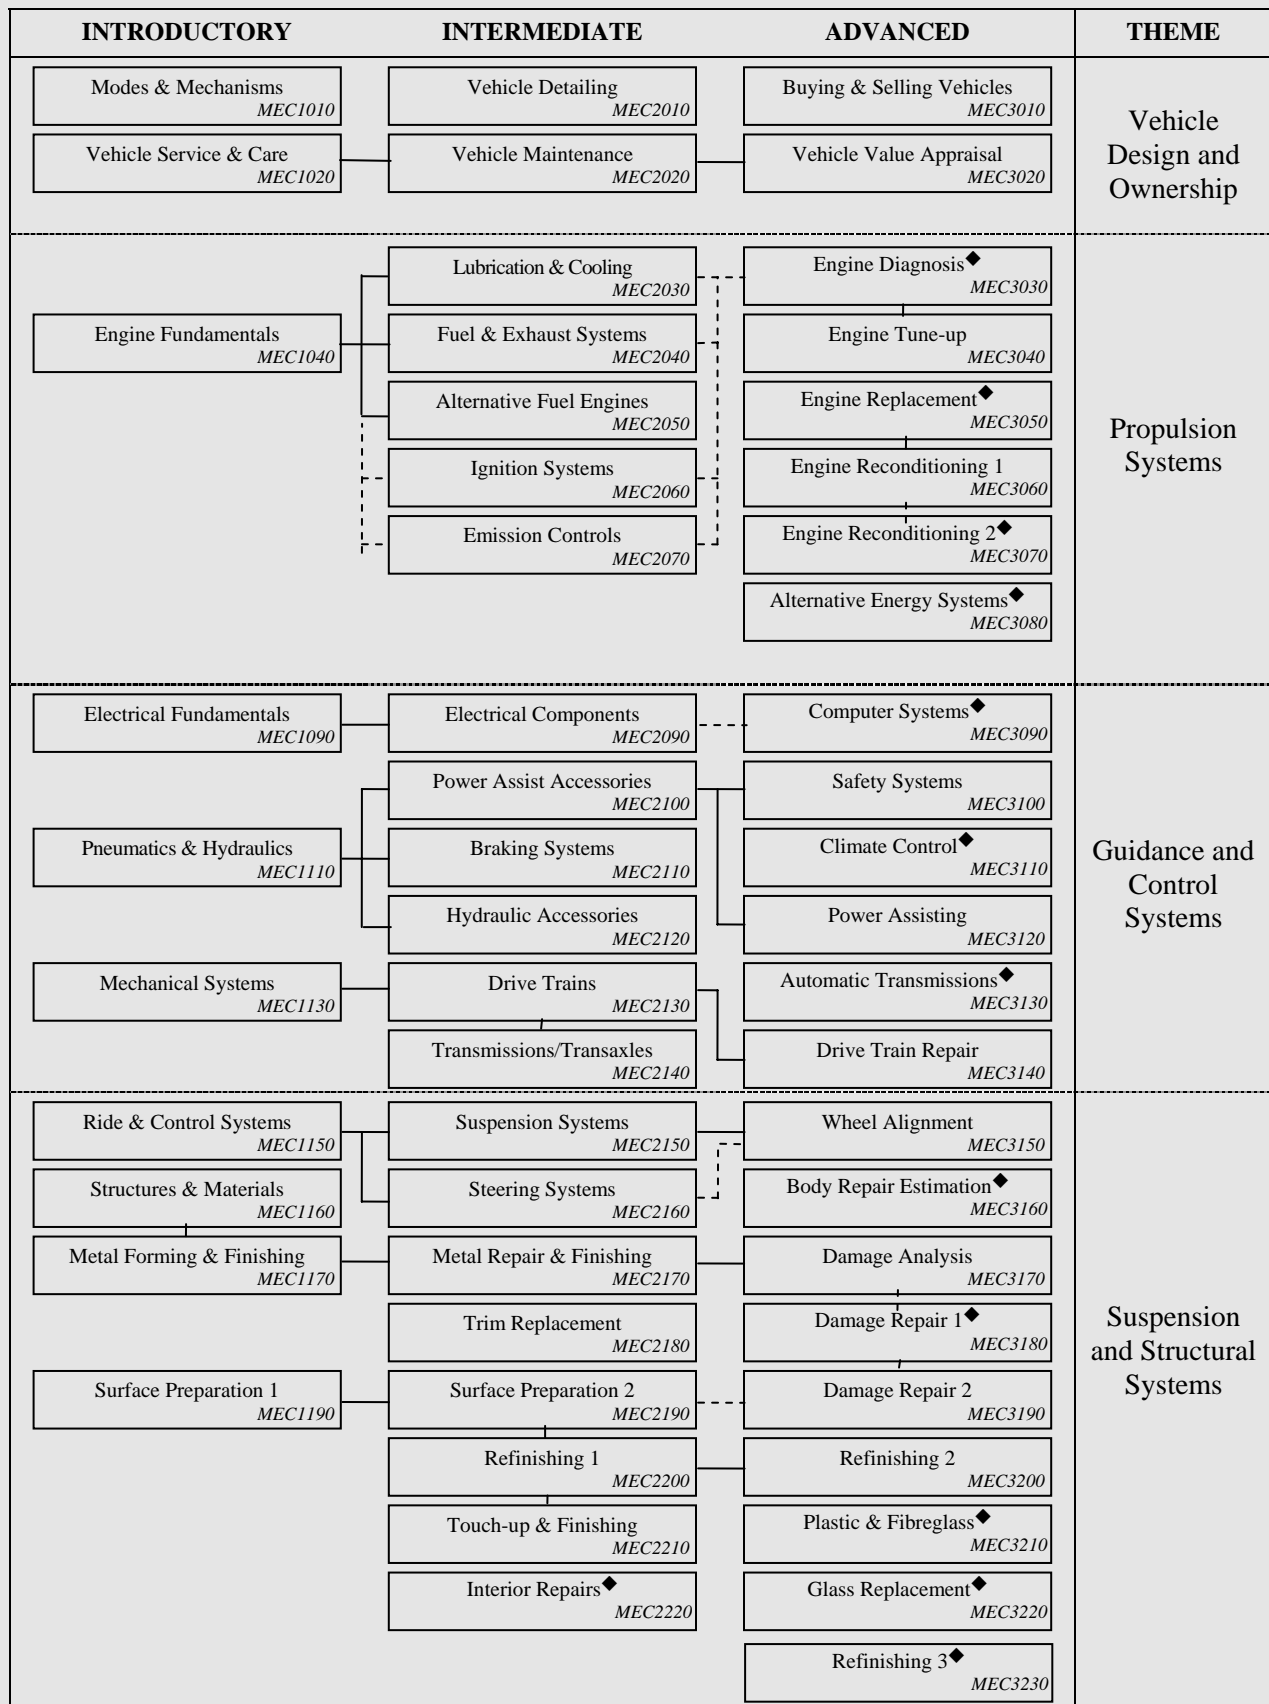 INTRODUCTORY INTERMEDIATE ADVANCED THEME
Modes & Mechanisms
MEC1010
Vehicle Detailing
MEC2010
Buying & Selling Vehicles
MEC3010
Vehicle Service & Care
MEC1020
Vehicle Maintenance
MEC2020
Vehicle Value Appraisal
MEC3020
Vehicle
Design and
Ownership
Lubrication & Cooling
MEC2030
Engine Diagnosis◆
MEC3030
Engine Fundamentals
MEC1040
Fuel & Exhaust Systems
MEC2040
Engine Tune-up
MEC3040
Alternative Fuel Engines
MEC2050
Engine Replacement◆
MEC3050
Ignition Systems
MEC2060
Engine Reconditioning 1
MEC3060
Emission Controls
MEC2070
Engine Reconditioning 2◆
MEC3070
Alternative Energy Systems◆
MEC3080
Propulsion
Systems
Electrical Fundamentals
MEC1090
Electrical Components
MEC2090
Computer Systems◆
MEC3090
Power Assist Accessories
MEC2100
Safety Systems
MEC3100
Pneumatics & Hydraulics
MEC1110
Braking Systems
MEC2110
Climate Control◆
MEC3110
Hydraulic Accessories
MEC2120
Power Assisting
MEC3120
Mechanical Systems
MEC1130
Drive Trains
MEC2130
Automatic Transmissions◆
MEC3130
Transmissions/Transaxles
MEC2140
Drive Train Repair
MEC3140
Guidance and
Control
Systems
Ride & Control Systems
MEC1150
Suspension Systems
MEC2150
Wheel Alignment
MEC3150
Structures & Materials
MEC1160
Steering Systems
MEC2160
Body Repair Estimation◆
MEC3160
Metal Forming & Finishing
MEC1170
Metal Repair & Finishing
MEC2170
Damage Analysis
MEC3170
Trim Replacement
MEC2180
Damage Repair 1◆
MEC3180
Surface Preparation 1
MEC1190
Surface Preparation 2
MEC2190
Damage Repair 2
MEC3190
Refinishing 1
MEC2200
Refinishing 2
MEC3200
Touch-up & Finishing
MEC2210
Plastic & Fibreglass◆
MEC3210
Interior Repairs◆
MEC2220
Glass Replacement◆
MEC3220
Refinishing 3◆
MEC3230
Suspension
and Structural
Systems